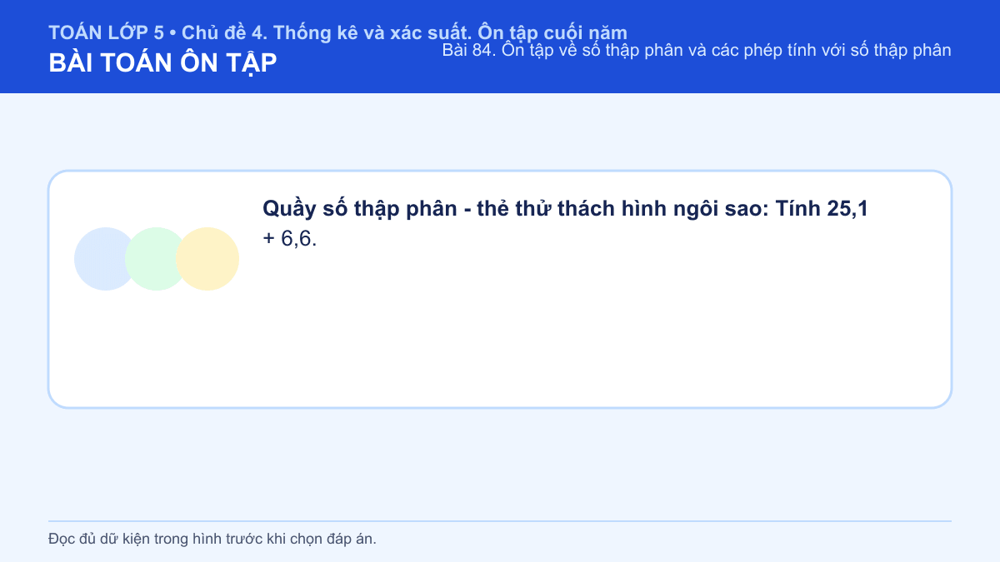 TOÁN LỚP 5 • Chủ đề 4. Thống kê và xác suất. Ôn tập cuối năm
Bài 84. Ôn tập về số thập phân và các phép tính với số thập phân
BÀI TOÁN ÔN TẬP
Quầy số thập phân - thẻ thử thách hình ngôi sao: Tính 25,1
+ 6,6.
Đọc đủ dữ kiện trong hình trước khi chọn đáp án.